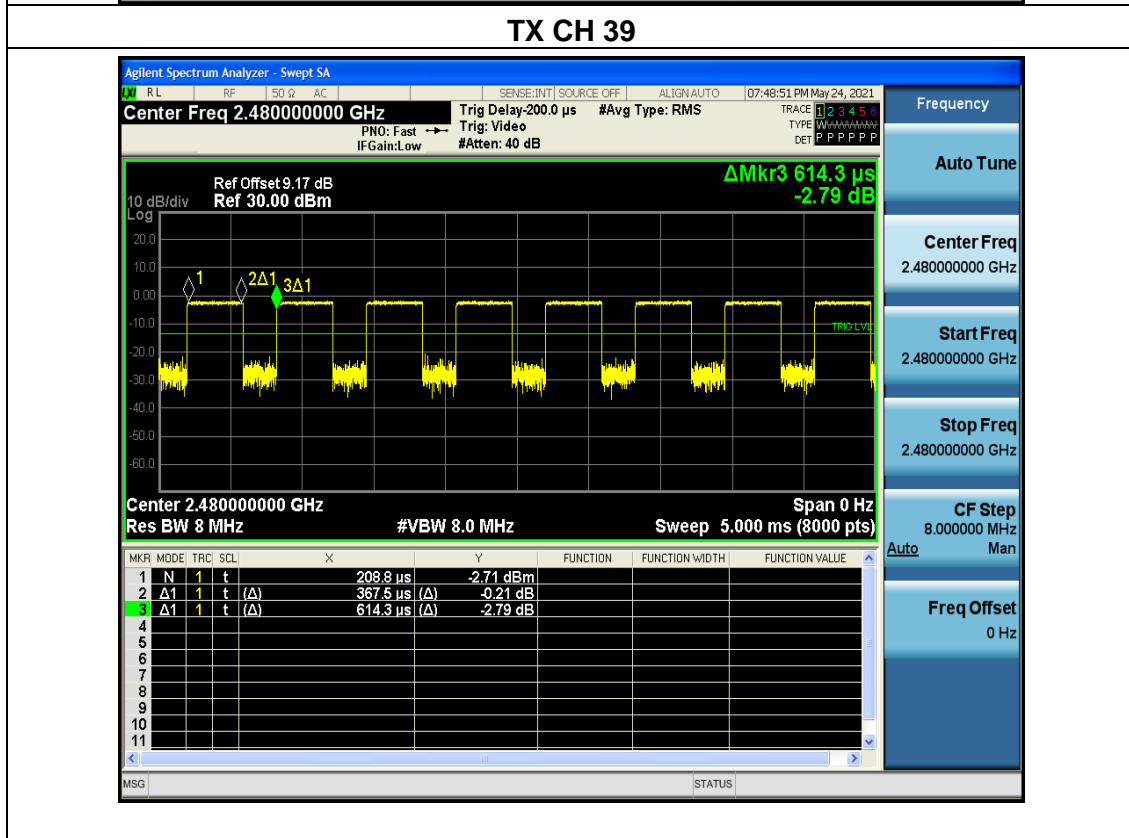 TX CH 39
Agilent Spectrum Analyzer - Swept SA
LXI RL RF 50 Ω AC SENSE:INT SOURCE OFF ALIGN AUTO 07:48:51 PM May 24, 2021
Center Freq 2.480000000 GHz
PNO: Fast
IFGain:Low
Trig Delay-200.0 µs
Trig: Video
#Atten: 40 dB
#Avg Type: RMS
TRACE 1 2 3 4 5 6
TYPE WWWWWW
DET P P P P P P
Frequency
Auto Tune
Center Freq
2.480000000 GHz
Start Freq
2.480000000 GHz
Stop Freq
2.480000000 GHz
CF Step
8.000000 MHz
Auto Man
Freq Offset
0 Hz
ΔMkr3 614.3 µs
-2.79 dB
Ref Offset 9.17 dB
10 dB/div Ref 30.00 dBm
Log
20.0
10.0
0.00
-10.0
-20.0
-30.0
-40.0
-50.0
-60.0
1
2Δ1
3Δ1
TRIG LVL
Center 2.480000000 GHz Span 0 Hz
Res BW 8 MHz #VBW 8.0 MHz Sweep 5.000 ms (8000 pts)
MKR MODE TRC SCL X Y FUNCTION FUNCTION WIDTH FUNCTION VALUE
1 N 1 t 208.8 µs -2.71 dBm
2 Δ1 1 t (Δ) 367.5 µs (Δ) -0.21 dB
3 Δ1 1 t (Δ) 614.3 µs (Δ) -2.79 dB
4
5
6
7
8
9
10
11
MSG STATUS